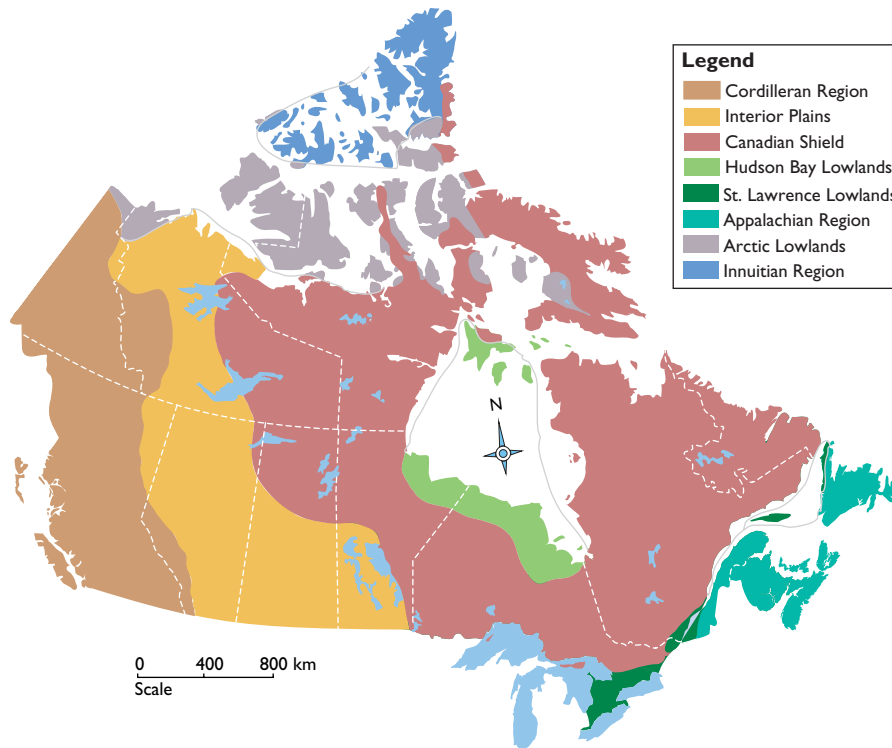 Legend
Cordilleran Region
Interior Plains
Canadian Shield
Hudson Bay Lowlands
St. Lawrence Lowlands
Appalachian Region
Arctic Lowlands
Innuitian Region
N
0 400 800 km
Scale